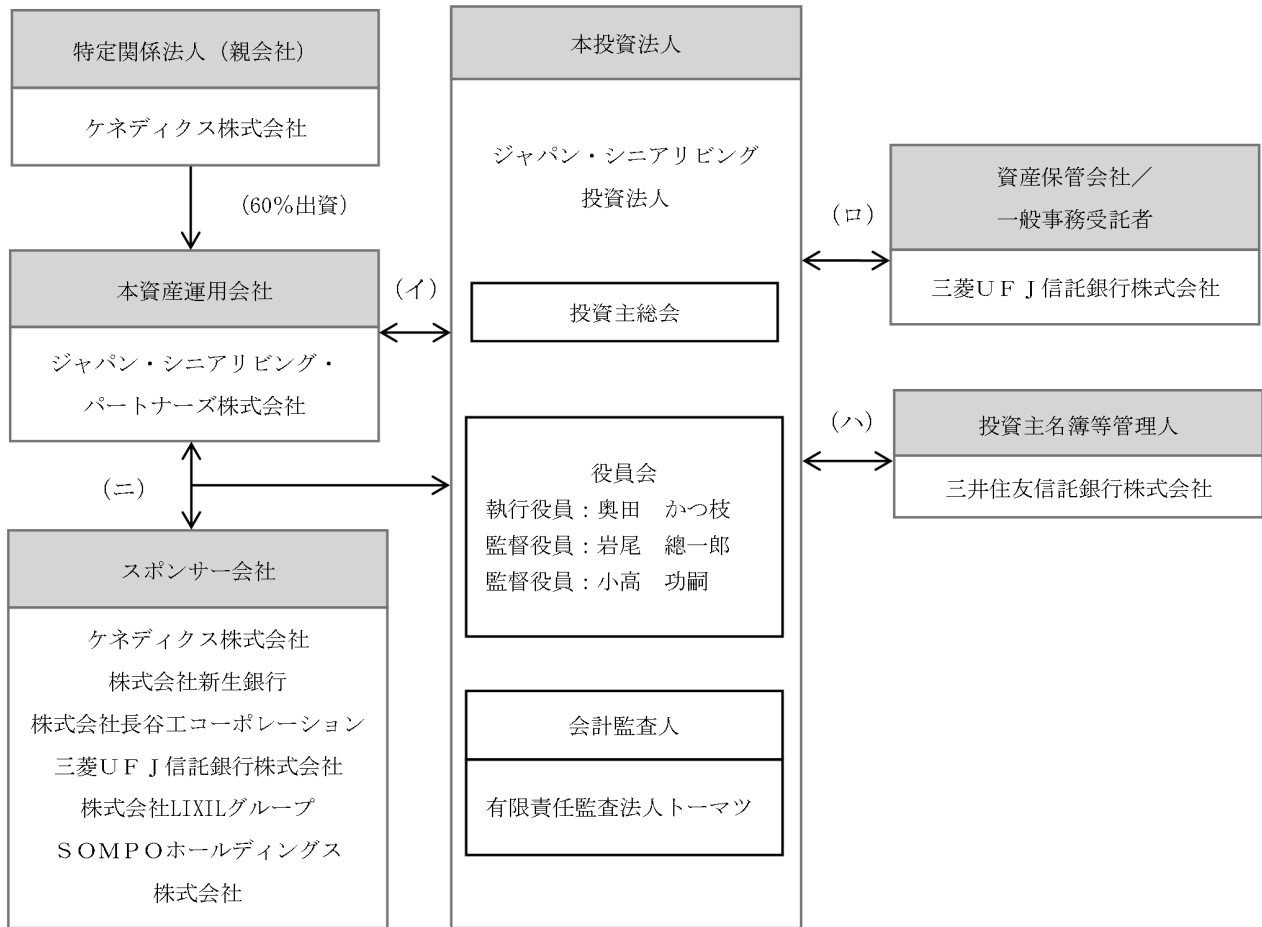 特定関係法人（親会社）
ケネディクス株式会社
（60％出資）
本資産運用会社
ジャパン・シニアリビング・
パートナーズ株式会社
（イ）
（ニ）
スポンサー会社
ケネディクス株式会社
株式会社新生銀行
株式会社長谷工コーポレーション
三菱ＵＦＪ信託銀行株式会社
株式会社LIXILグループ
ＳＯＭＰＯホールディングス
株式会社
本投資法人
ジャパン・シニアリビング
投資法人
投資主総会
役員会
執行役員：奥田　かつ枝
監督役員：岩尾　總一郎
監督役員：小高　功嗣
会計監査人
有限責任監査法人トーマツ
（ロ）
資産保管会社／
一般事務受託者
三菱ＵＦＪ信託銀行株式会社
（ハ）
投資主名簿等管理人
三井住友信託銀行株式会社